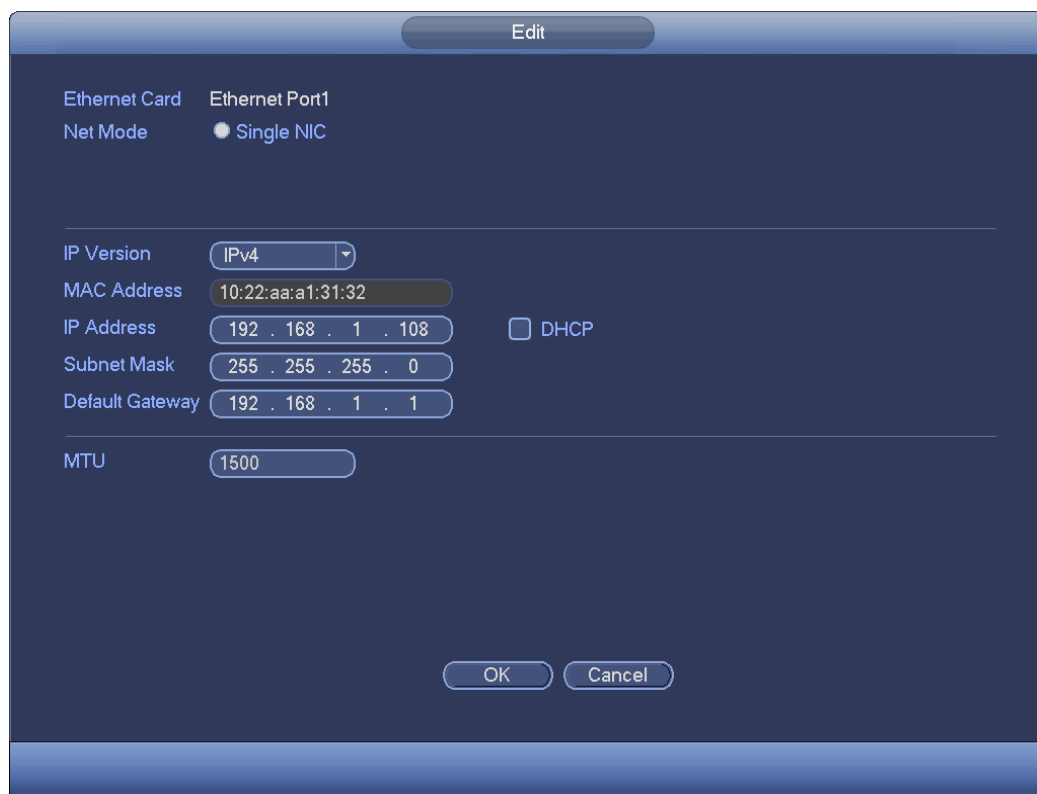 Edit
Ethernet Card Ethernet Port1
Net Mode Single NIC
IP Version IPv4
MAC Address 10:22:aa:a1:31:32
IP Address 192 . 168 . 1 . 108 DHCP
Subnet Mask 255 . 255 . 255 . 0
Default Gateway 192 . 168 . 1 . 1
MTU 1500
OK Cancel